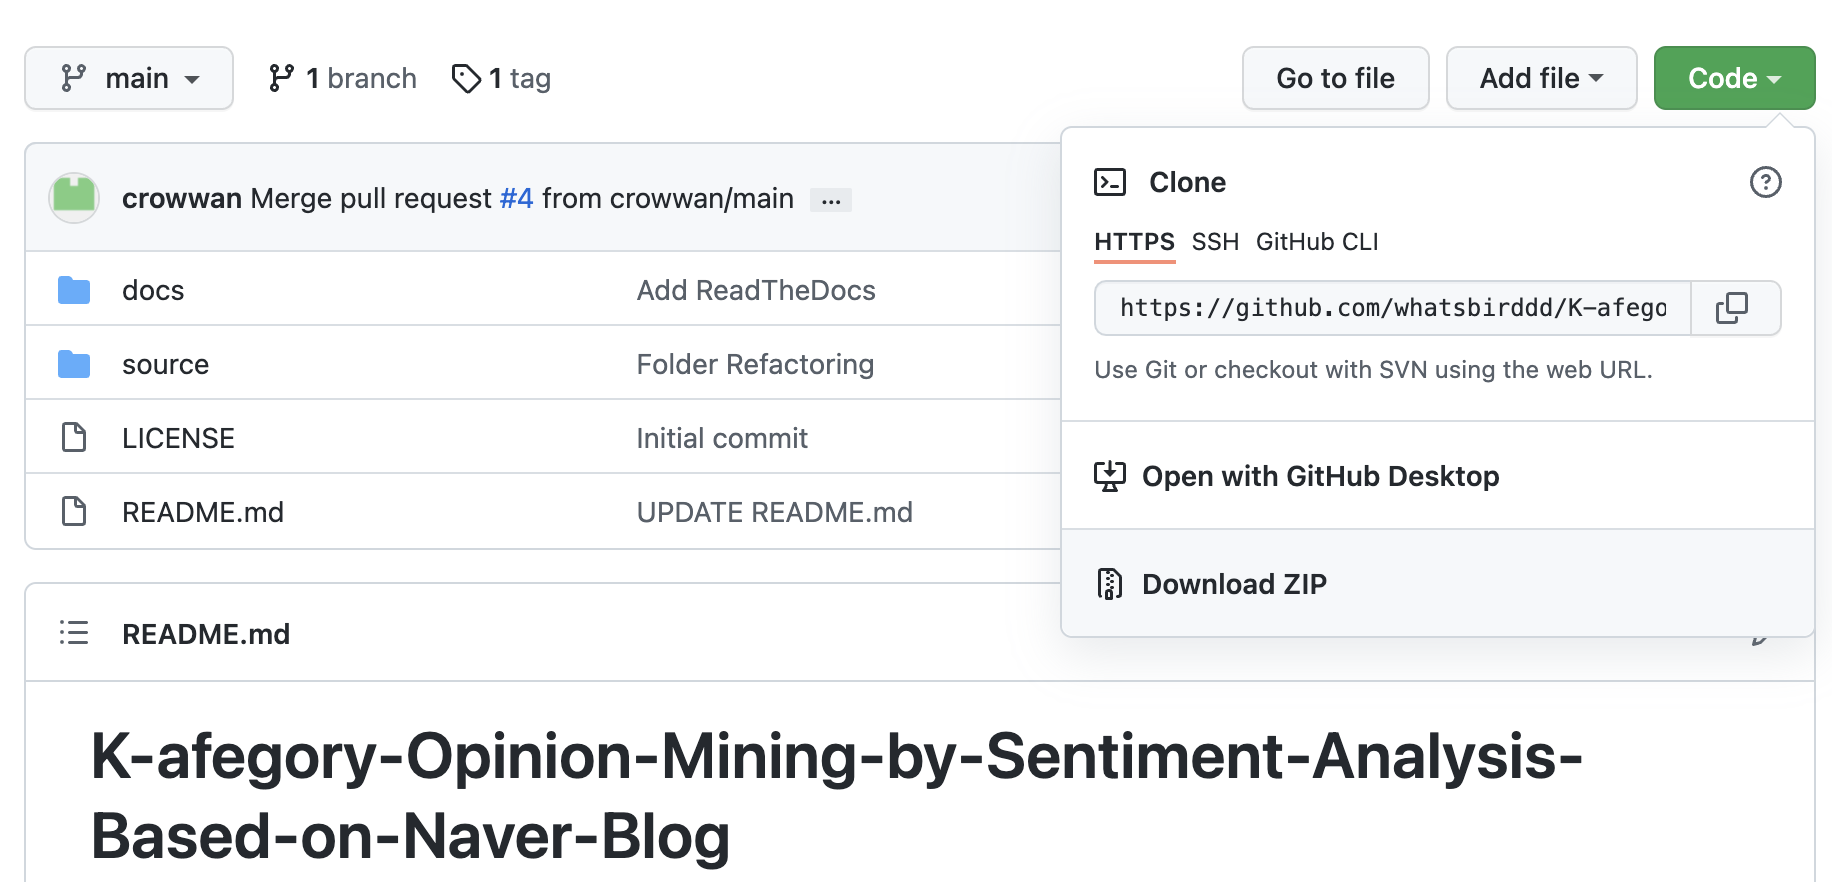 main 1 branch 1 tag Go to file Add file Code
crowwan Merge pull request #4 from crowwan/main ...
docs Add ReadTheDocs
source Folder Refactoring
LICENSE Initial commit
README.md UPDATE README.md
Clone ?
HTTPS SSH GitHub CLI
https://github.com/whatsbirddd/K-afego
Use Git or checkout with SVN using the web URL.
Open with GitHub Desktop
Download ZIP
README.md
K-afegory-Opinion-Mining-by-Sentiment-Analysis-
Based-on-Naver-Blog